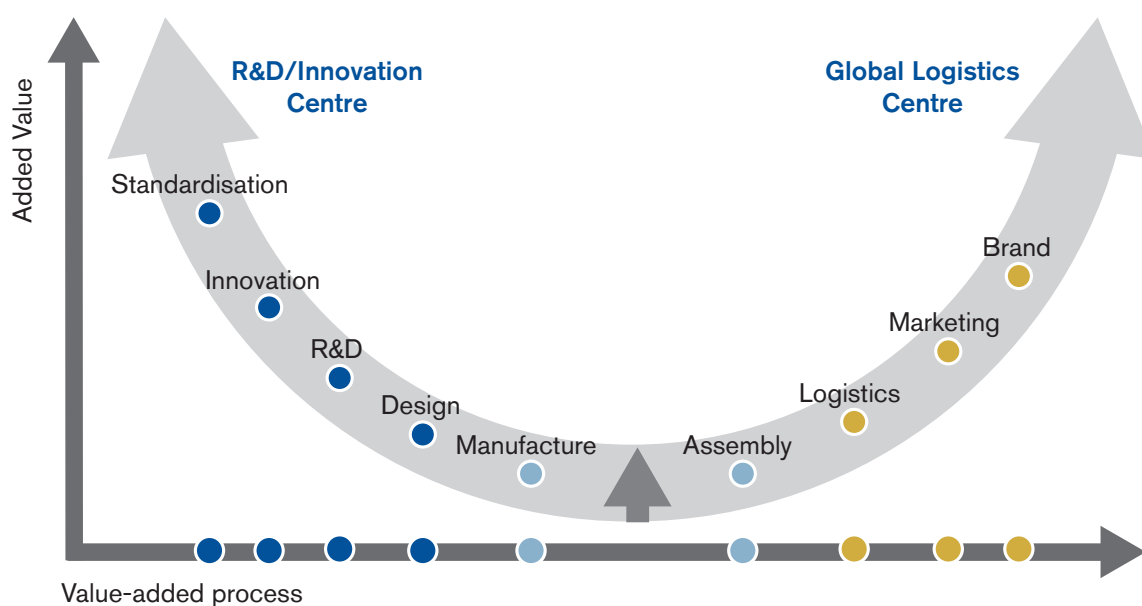 R&D/Innovation
Centre
Global Logistics
Centre
Added Value
Standardisation
Innovation
R&D
Design
Manufacture
Assembly
Logistics
Marketing
Brand
Value-added process